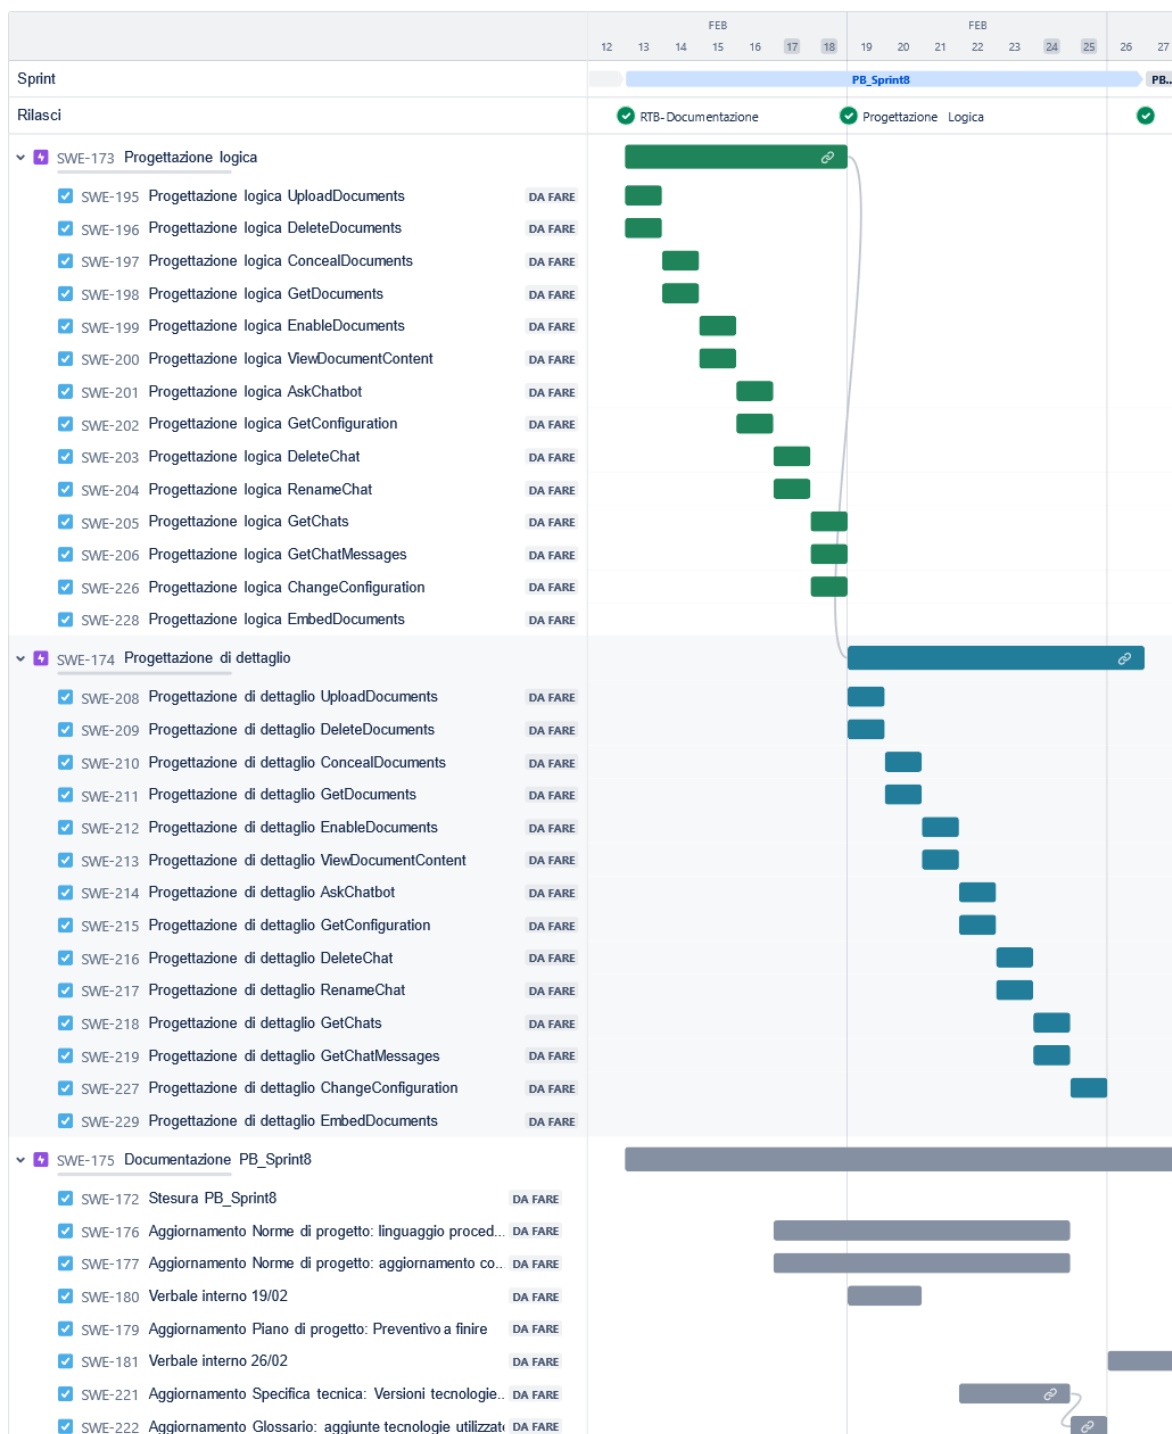 FEB FEB
12 13 14 15 16 17 18 19 20 21 22 23 24 25 26 27
Sprint PB_Sprint8 PB...
Rilasci RTB-Documentazione Progettazione Logica
SWE-173 Progettazione logica
SWE-195 Progettazione logica UploadDocuments DA FARE
SWE-196 Progettazione logica DeleteDocuments DA FARE
SWE-197 Progettazione logica ConcealDocuments DA FARE
SWE-198 Progettazione logica GetDocuments DA FARE
SWE-199 Progettazione logica EnableDocuments DA FARE
SWE-200 Progettazione logica ViewDocumentContent DA FARE
SWE-201 Progettazione logica AskChatbot DA FARE
SWE-202 Progettazione logica GetConfiguration DA FARE
SWE-203 Progettazione logica DeleteChat DA FARE
SWE-204 Progettazione logica RenameChat DA FARE
SWE-205 Progettazione logica GetChats DA FARE
SWE-206 Progettazione logica GetChatMessages DA FARE
SWE-226 Progettazione logica ChangeConfiguration DA FARE
SWE-228 Progettazione logica EmbedDocuments DA FARE
SWE-174 Progettazione di dettaglio
SWE-208 Progettazione di dettaglio UploadDocuments DA FARE
SWE-209 Progettazione di dettaglio DeleteDocuments DA FARE
SWE-210 Progettazione di dettaglio ConcealDocuments DA FARE
SWE-211 Progettazione di dettaglio GetDocuments DA FARE
SWE-212 Progettazione di dettaglio EnableDocuments DA FARE
SWE-213 Progettazione di dettaglio ViewDocumentContent DA FARE
SWE-214 Progettazione di dettaglio AskChatbot DA FARE
SWE-215 Progettazione di dettaglio GetConfiguration DA FARE
SWE-216 Progettazione di dettaglio DeleteChat DA FARE
SWE-217 Progettazione di dettaglio RenameChat DA FARE
SWE-218 Progettazione di dettaglio GetChats DA FARE
SWE-219 Progettazione di dettaglio GetChatMessages DA FARE
SWE-227 Progettazione di dettaglio ChangeConfiguration DA FARE
SWE-229 Progettazione di dettaglio EmbedDocuments DA FARE
SWE-175 Documentazione PB_Sprint8
SWE-172 Stesura PB_Sprint8 DA FARE
SWE-176 Aggiornamento Norme di progetto: linguaggio proced... DA FARE
SWE-177 Aggiornamento Norme di progetto: aggiornamento co... DA FARE
SWE-180 Verbale interno 19/02 DA FARE
SWE-179 Aggiornamento Piano di progetto: Preventivo a finire DA FARE
SWE-181 Verbale interno 26/02 DA FARE
SWE-221 Aggiornamento Specifica tecnica: Versioni tecnologie... DA FARE
SWE-222 Aggiornamento Glossario: aggiunte tecnologie utilizzat DA FARE